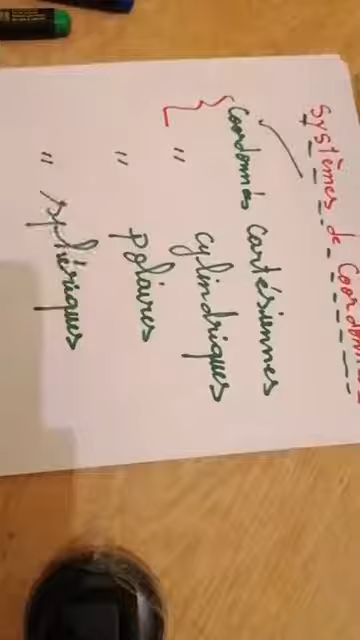 Systèmes de Coordonnées
Coordonnés cartésiennes
" cylindriques
" polaires
" sphériques